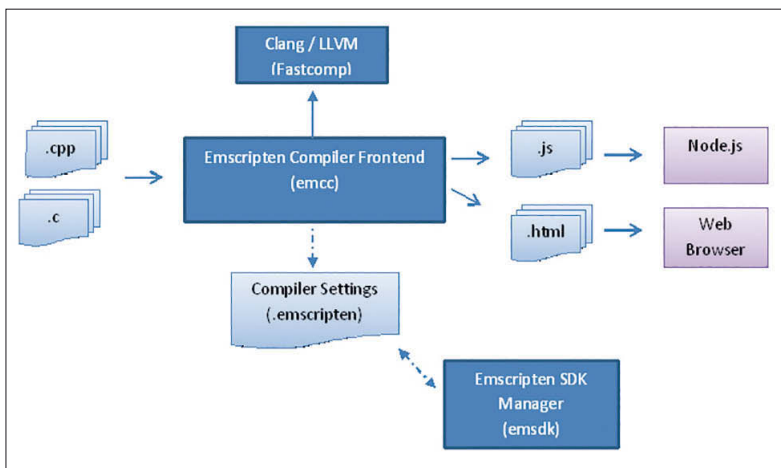 Clang / LLVM
(Fastcomp)
.cpp
.c
Emscripten Compiler Frontend
(emcc)
.js
.html
Node.js
Web
Browser
Compiler Settings
(.emscripten)
Emscripten SDK
Manager
(emsdk)